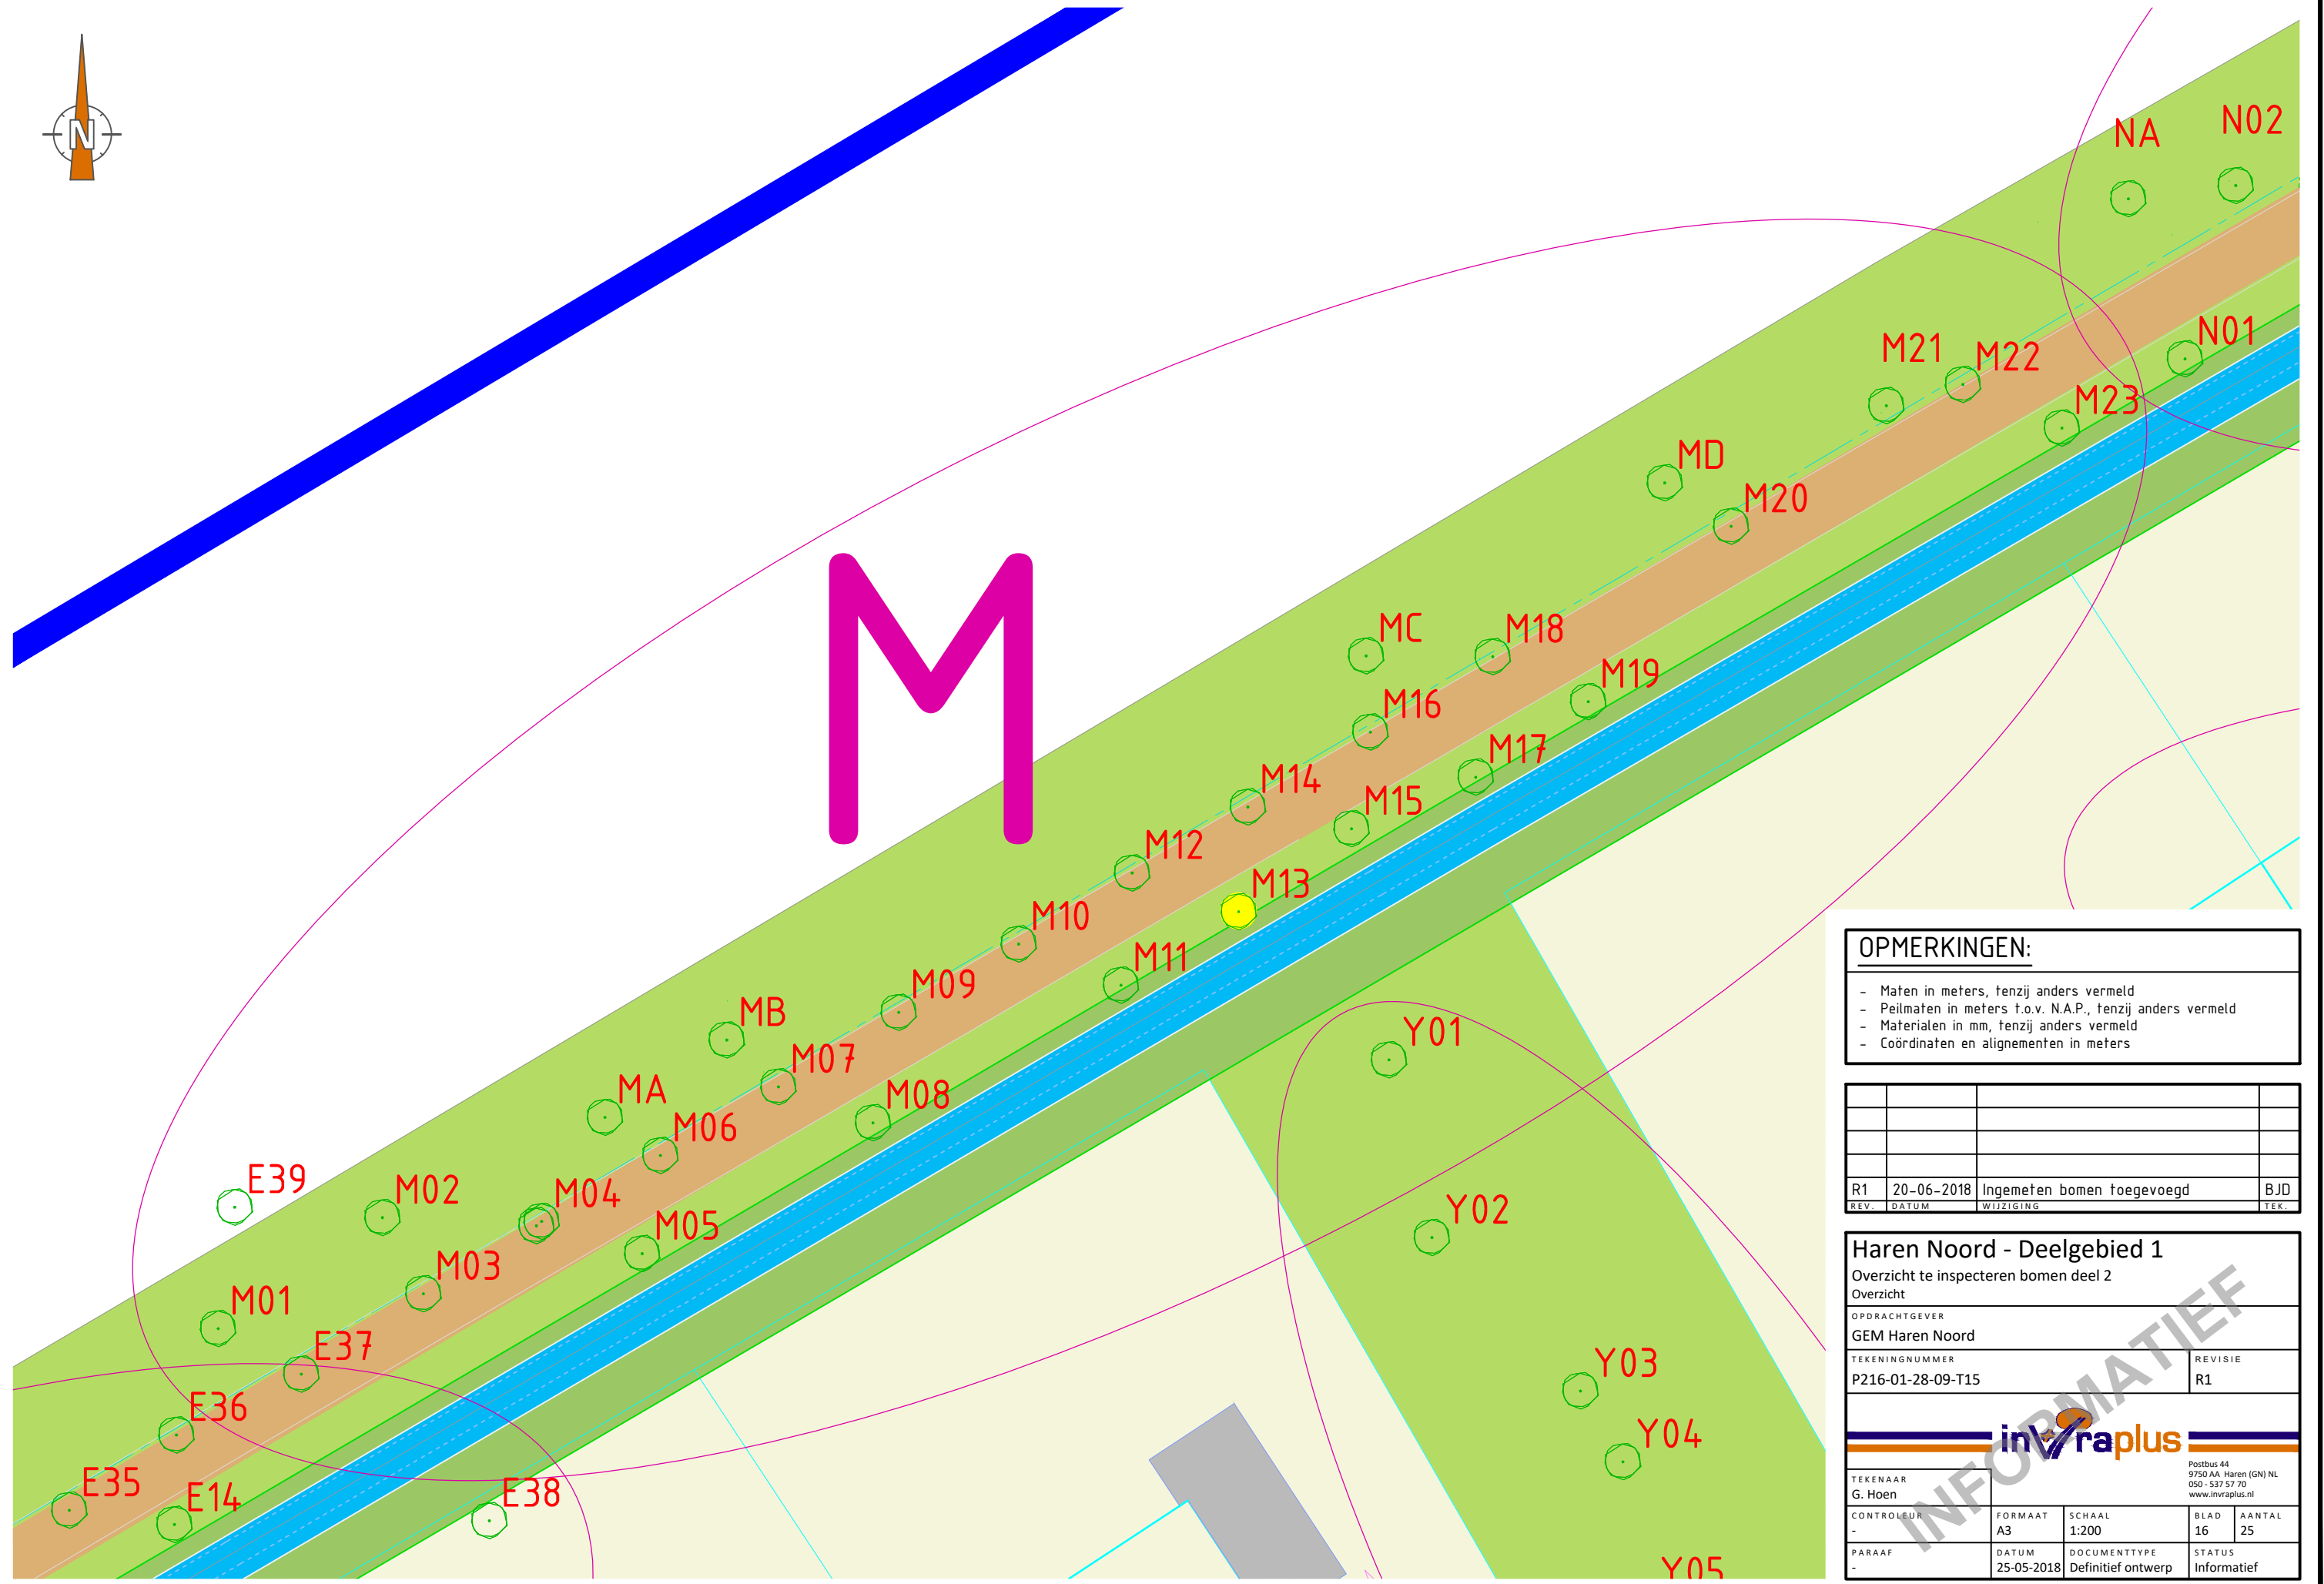 N
NA
N02
N01
M21
M22
M23
MD
M20
M
MC
M18
M19
M16
M17
M14
M15
M12
M13
M10
M11
M09
MB
Y01
M07
MA
M08
M06
E39
M02
M04
Y02
M05
M03
M01
E37
Y03
E36
Y04
E35
E14
E38
Y05
OPMERKINGEN:
- Maten in meters, tenzij anders vermeld
- Peilmaten in meters t.o.v. N.A.P., tenzij anders vermeld
- Materialen in mm, tenzij anders vermeld
- Coördinaten en alignementen in meters
R1 20-06-2018 Ingemeten bomen toegevoegd BJD
REV. DATUM WIJZIGING TEK.
Haren Noord - Deelgebied 1
Overzicht te inspecteren bomen deel 2
Overzicht
OPDRACHTGEVER
GEM Haren Noord
TEKENINGNUMMER REVISIE
P216-01-28-09-T15 R1
invraplus
Postbus 44
9750 AA Haren (GN) NL
050 - 537 57 70
www.invraplus.nl
TEKENAAR
G. Hoen
CONTROLEUR FORMAAT SCHAAL BLAD AANTAL
- A3 1:200 16 25
PARAAF DATUM DOCUMENTTYPE STATUS
- 25-05-2018 Definitief ontwerp Informatief
INFORMATIEF